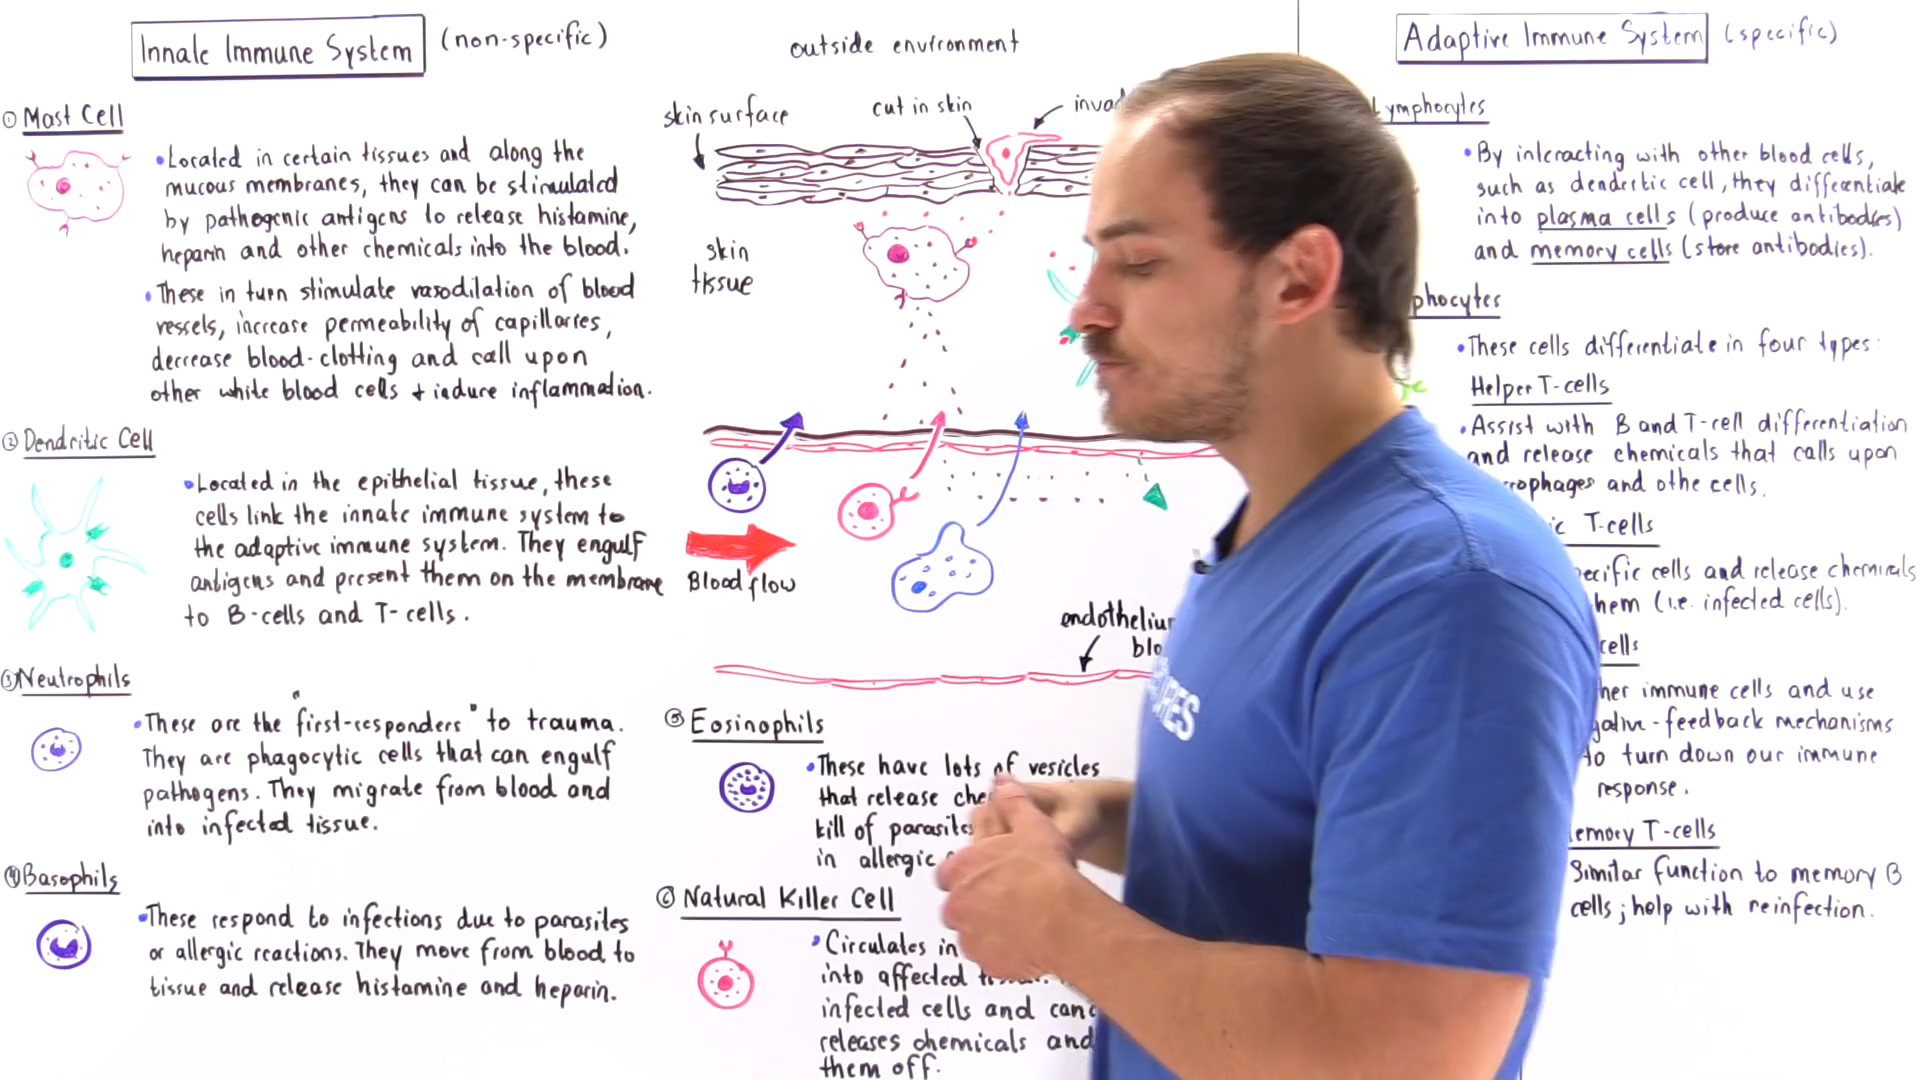 Innate Immune System (non-specific)
① Mast Cell
•Located in certain tissues and along the
mucous membranes, they can be stimulated
by pathogenic antigens to release histamine,
heparin and other chemicals into the blood.
•These in turn stimulate vasodilation of blood
vessels, increase permeability of capillaries,
decrease blood-clotting and call upon
other white blood cells + induce inflammation.
② Dendritic Cell
•Located in the epithelial tissue, these
cells link the innate immune system to
the adaptive immune system. They engulf
antigens and present them on the membrane
to B-cells and T-cells.
③ Neutrophils
•These are the "first-responders" to trauma.
They are phagocytic cells that can engulf
pathogens. They migrate from blood and
into infected tissue.
④ Basophils
•These respond to infections due to parasites
or allergic reactions. They move from blood to
tissue and release histamine and heparin.
outside environment
skin surface
cut in skin
skin
tissue
Blood flow
⑤ Eosinophils
•These have lots of vesicles
that release
kill of parasites
in allergic
⑥ Natural Killer Cell
•Circulates in
into affected
infected cells and
releases chemicals and
them off.
Adaptive Immune System (specific)
Lymphocytes
•By interacting with other blood cells,
such as dendritic cell, they differentiate
into plasma cells (produce antibodies)
and memory cells (store antibodies).
•These cells differentiate in four types:
Helper T-cells
•Assist with B and T-cell differentiation
and release chemicals that calls upon
and othe cells.
T-cells
cells and release chemicals
(i.e. infected cells).
cells
immune cells and use
-feedback mechanisms
to turn down our immune
response.
T-cells
Similar function to memory B
cells; help with reinfection.